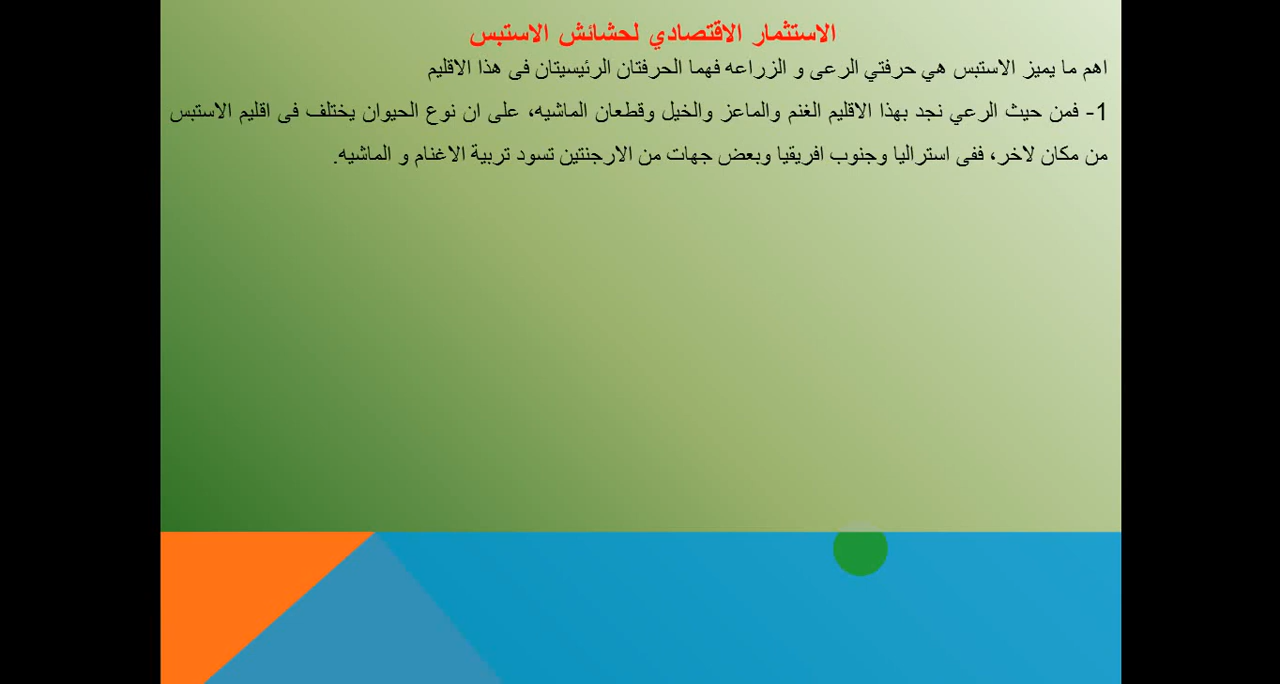 الاستثمار الاقتصادي لحشائش الاستبس
اهم ما يميز الاستبس هي حرفتي الرعى و الزراعه فهما الحرفتان الرئيسيتان فى هذا الاقليم
1- فمن حيث الرعي نجد بهذا الاقليم الغنم والماعز والخيل وقطعان الماشيه، على ان نوع الحيوان يختلف فى اقليم الاستبس
من مكان لاخر، ففى استراليا وجنوب افريقيا وبعض جهات من الارجنتين تسود تربية الاغنام و الماشيه.